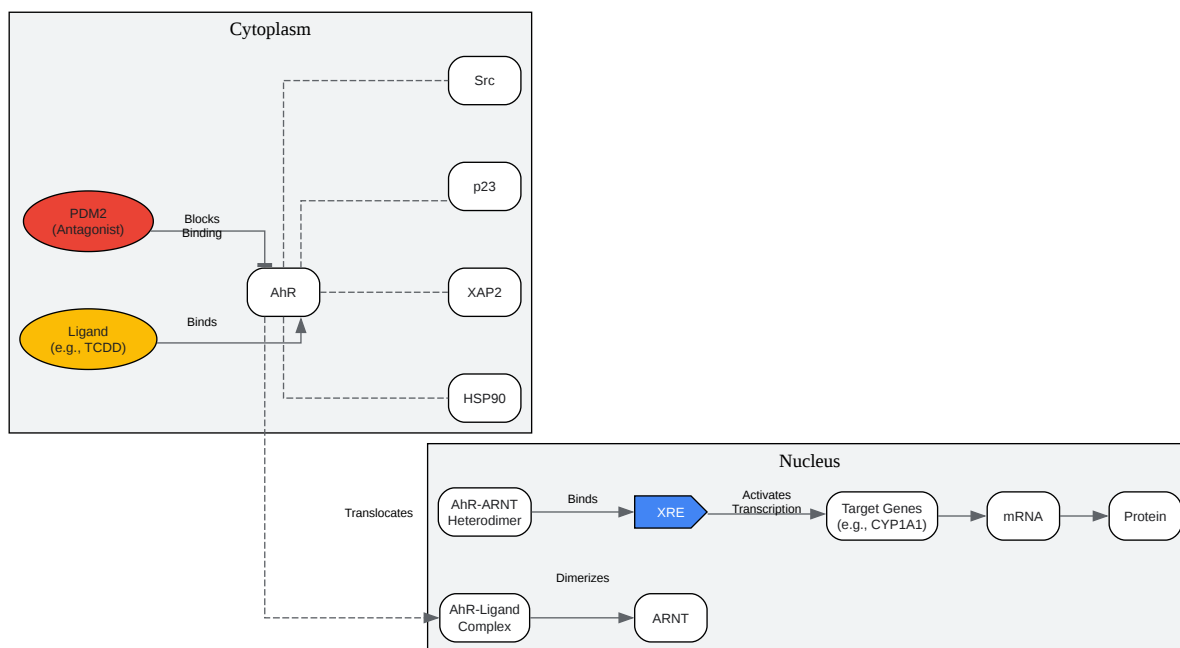 Cytoplasm
Src
p23
PDM2
(Antagonist)
Blocks
Binding
AhR
XAP2
Ligand
(e.g., TCDD)
Binds
HSP90
Nucleus
Translocates
AhR-ARNT
Heterodimer
Binds
XRE
Activates
Transcription
Target Genes
(e.g., CYP1A1)
mRNA
Protein
AhR-Ligand
Complex
Dimerizes
ARNT